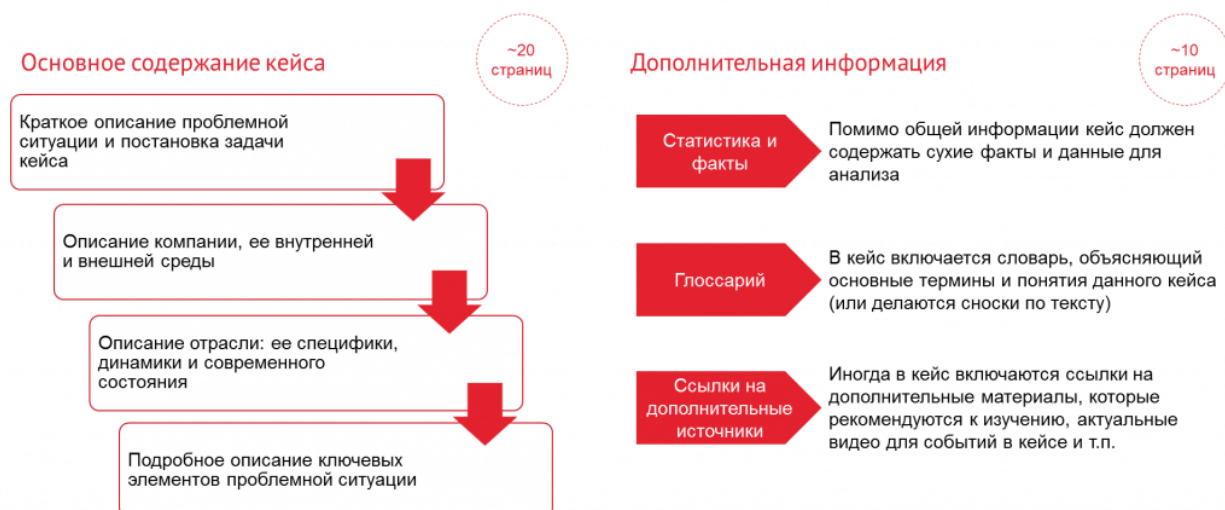 Основное содержание кейса
~20
страниц
Краткое описание проблемной
ситуации и постановка задачи
кейса
Описание компании, ее внутренней
и внешней среды
Описание отрасли: ее специфики,
динамики и современного
состояния
Подробное описание ключевых
элементов проблемной ситуации
Дополнительная информация
~10
страниц
Статистика и
факты
Помимо общей информации кейс должен
содержать сухие факты и данные для
анализа
Глоссарий
В кейс включается словарь, объясняющий
основные термины и понятия данного кейса
(или делаются сноски по тексту)
Ссылки на
дополнительные
источники
Иногда в кейс включаются ссылки на
дополнительные материалы, которые
рекомендуются к изучению, актуальные
видео для событий в кейсе и т.п.